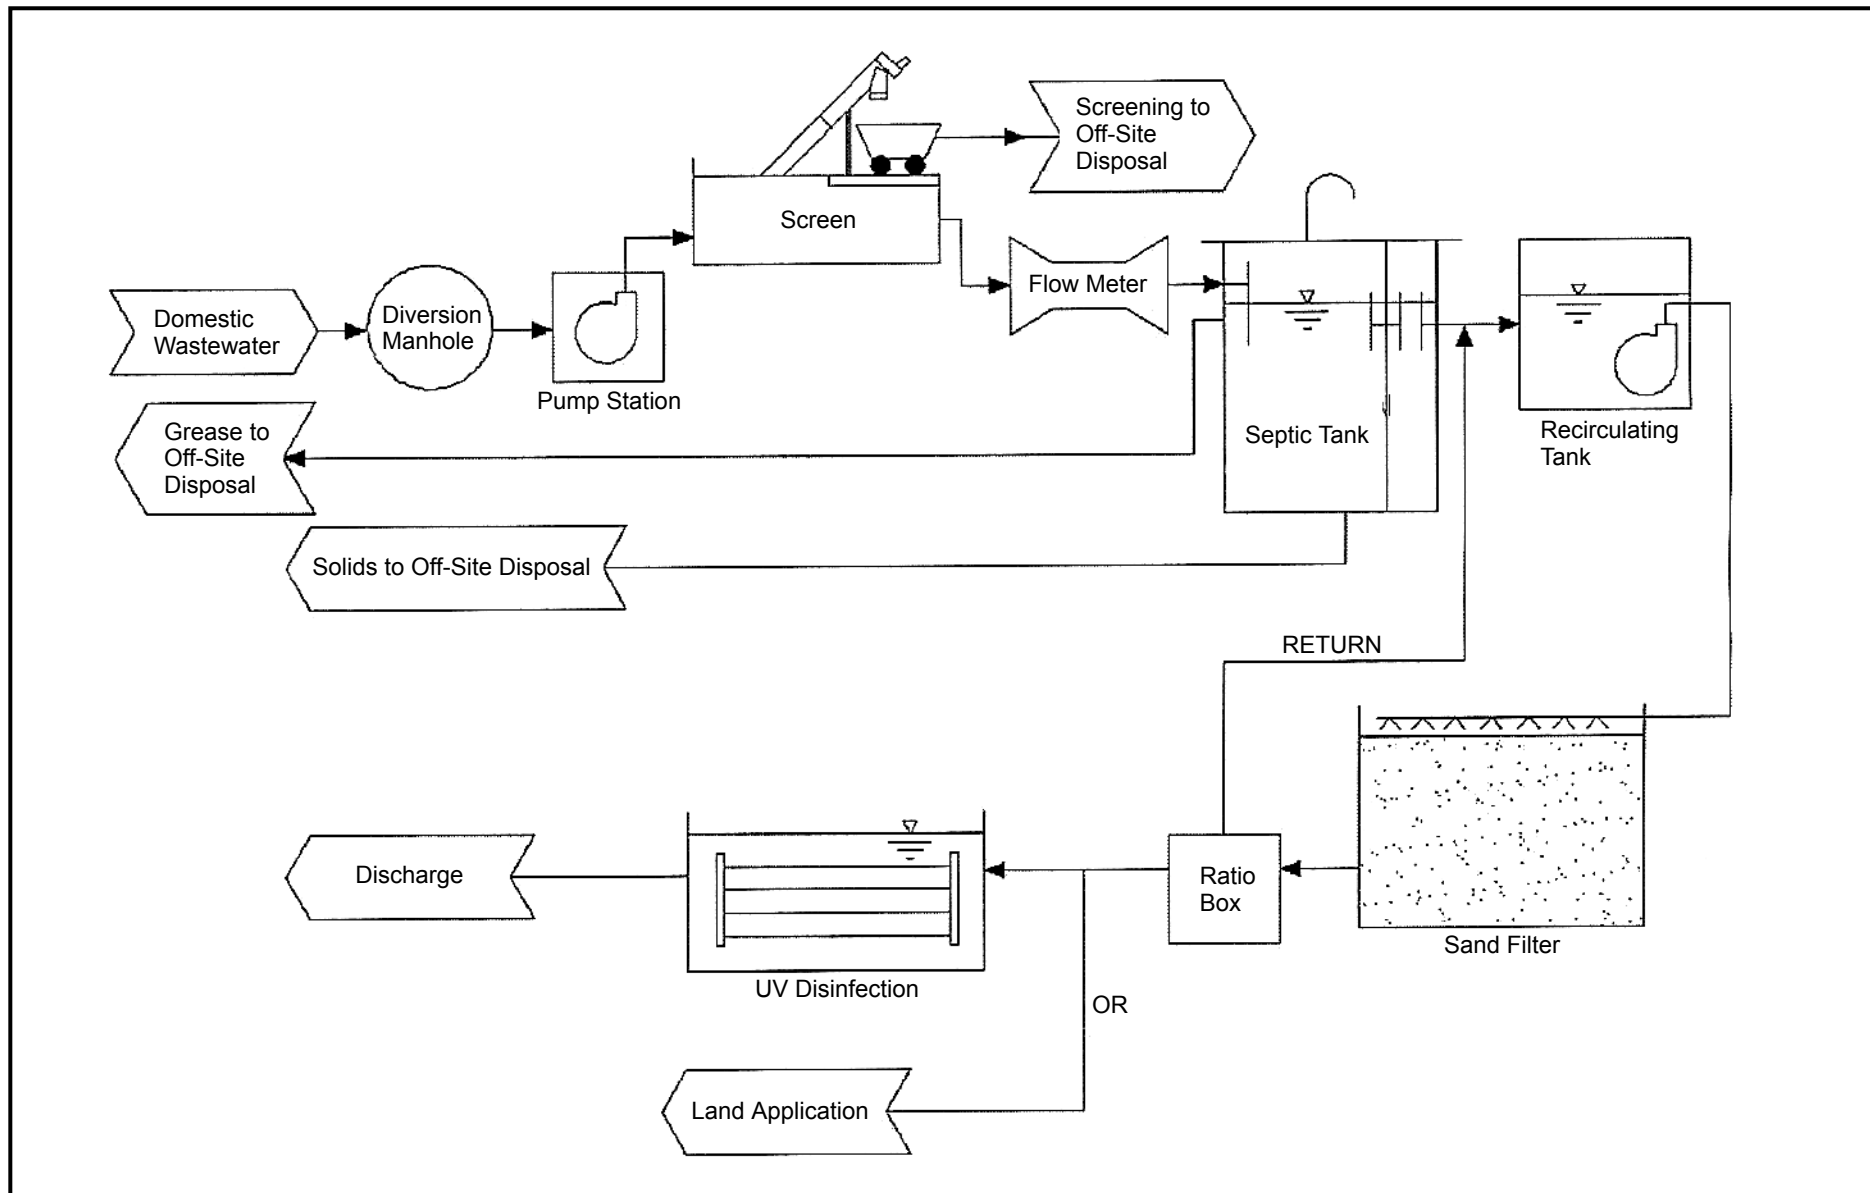 Screening to
Off-Site
Disposal
Screen
Flow Meter
Domestic
Wastewater
Diversion
Manhole
Pump Station
Grease to
Off-Site
Disposal
Septic Tank
Recirculating
Tank
Solids to Off-Site Disposal
RETURN
Discharge
Ratio
Box
Sand Filter
UV Disinfection
OR
Land Application